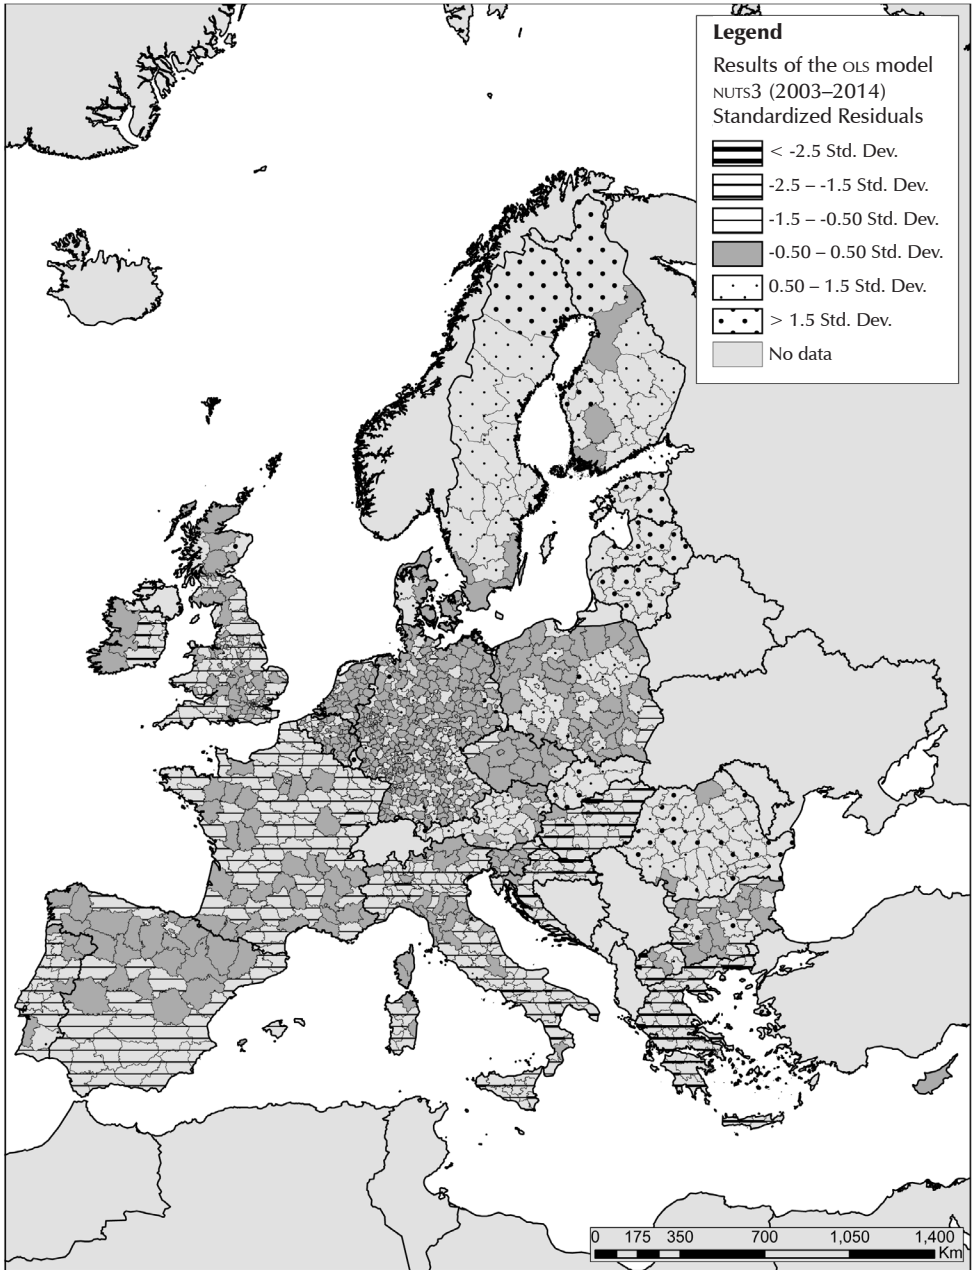 Legend
Results of the OLS model
NUTS3 (2003–2014)
Standardized Residuals
< -2.5 Std. Dev.
-2.5 – -1.5 Std. Dev.
-1.5 – -0.50 Std. Dev.
-0.50 – 0.50 Std. Dev.
0.50 – 1.5 Std. Dev.
> 1.5 Std. Dev.
No data
0 175 350 700 1,050 1,400
Km